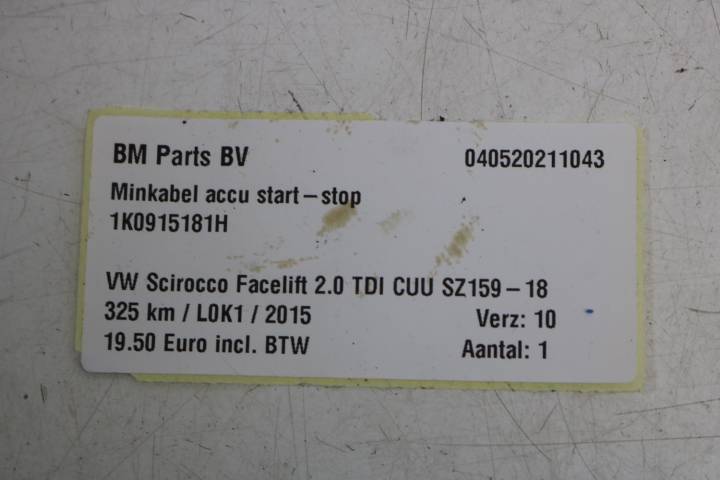 BM Parts BV 040520211043
Minkabel accu start-stop
1K0915181H
VW Scirocco Facelift 2.0 TDI CUU SZ159-18
325 km / L0K1 / 2015 Verz: 10
19.50 Euro incl. BTW Aantal: 1